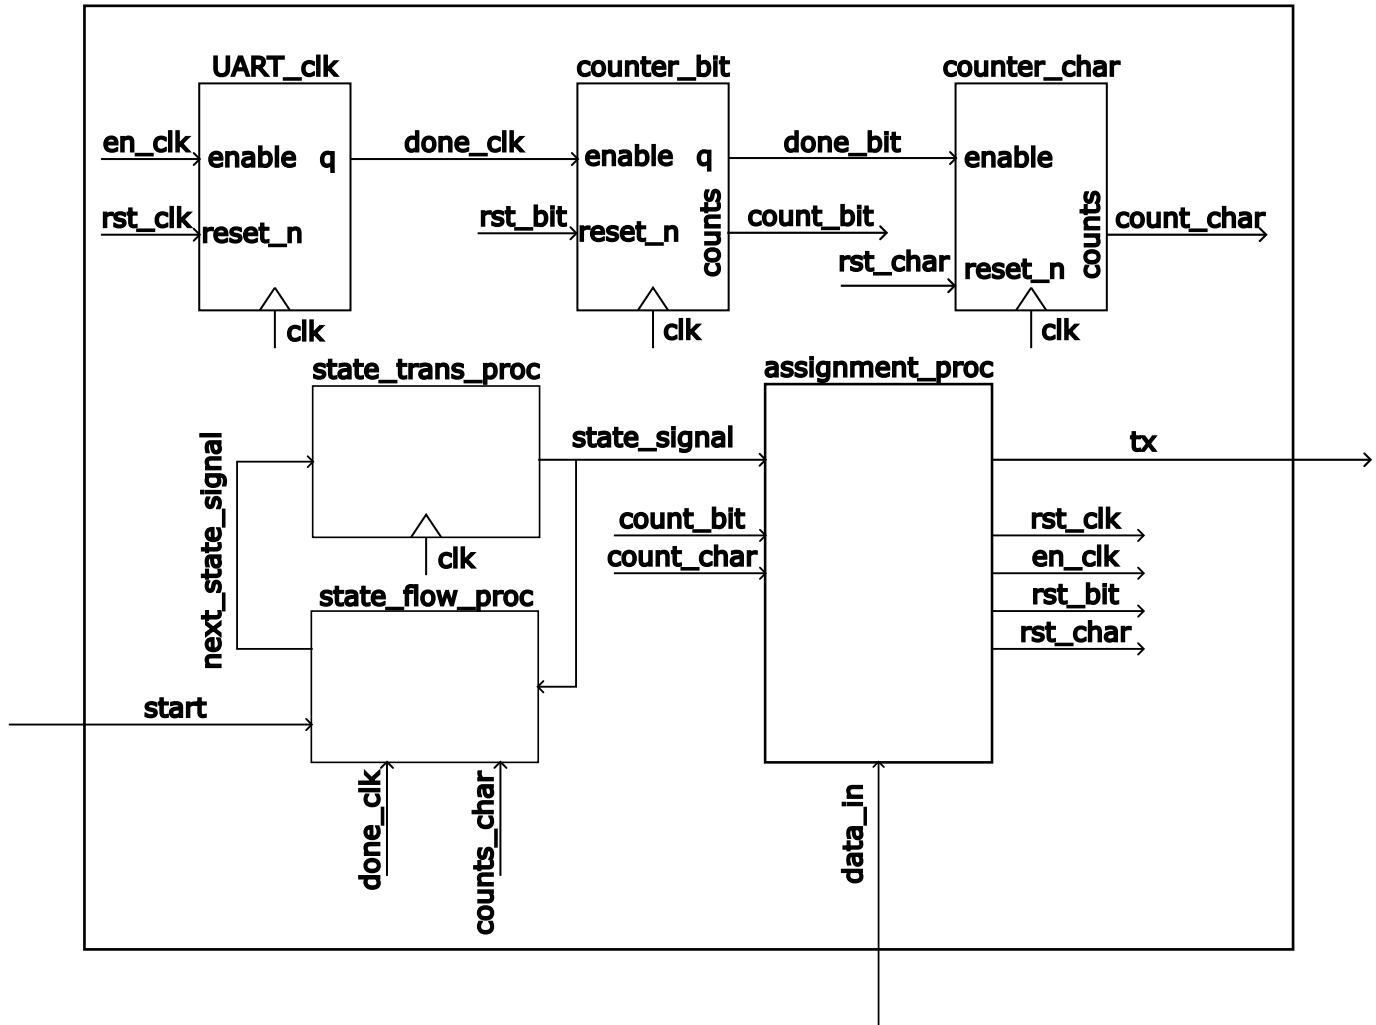 UART_clk
counter_bit
counter_char
en_clk
enable q
done_clk
enable q
done_bit
enable
rst_clk
reset_n
rst_bit
reset_n
counts
count_bit
rst_char
reset_n
counts
count_char
clk
clk
clk
state_trans_proc
assignment_proc
next_state_signal
state_signal
tx
clk
count_bit
count_char
rst_clk
en_clk
rst_bit
rst_char
state_flow_proc
start
done_clk
counts_char
data_in